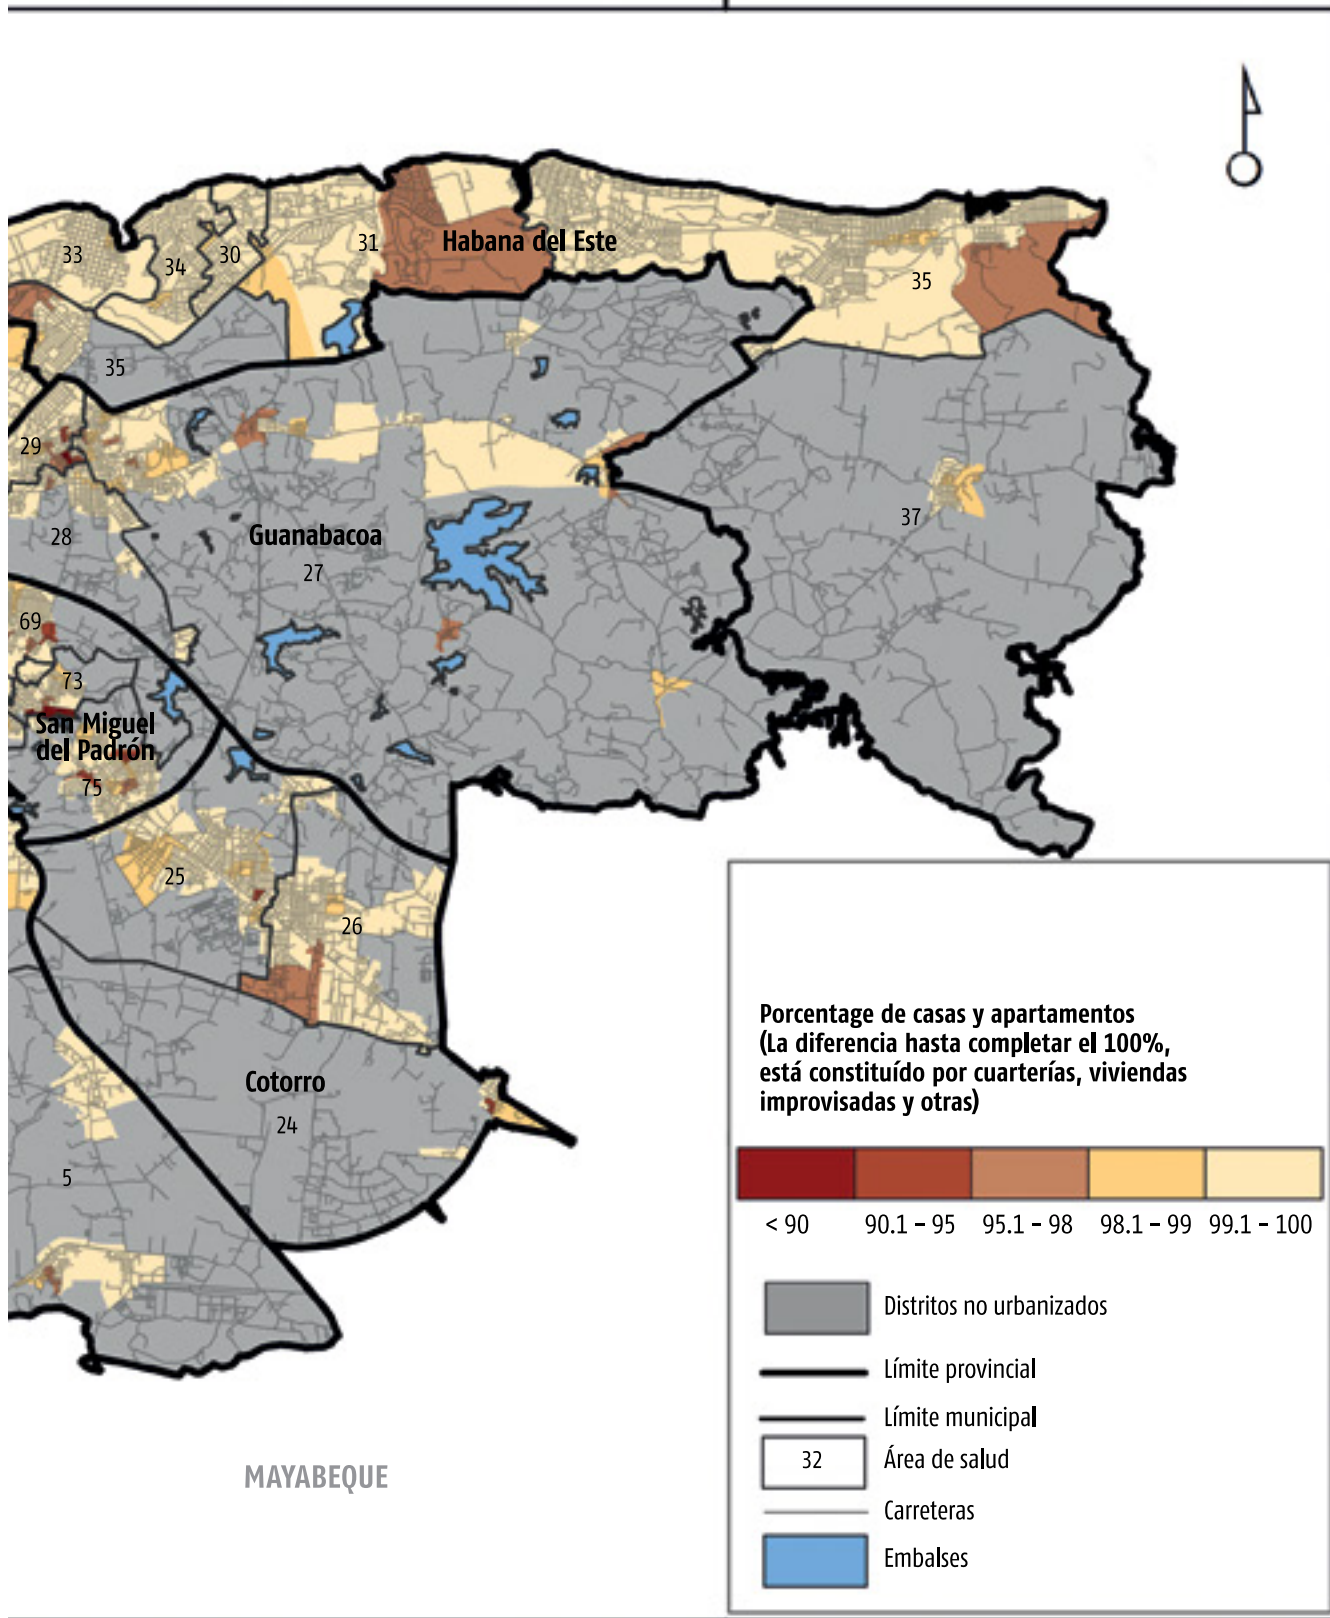 33
34
30
31
Habana del Este
35
35
29
28
Guanabacoa
27
37
69
73
San Miguel
del Padrón
75
25
26
Cotorro
24
5
MAYABEQUE
Porcentage de casas y apartamentos
(La diferencia hasta completar el 100%,
está constituído por cuarterías, viviendas
improvisadas y otras)
< 90 90.1 – 95 95.1 – 98 98.1 – 99 99.1 – 100
Distritos no urbanizados
Límite provincial
Límite municipal
32 Área de salud
Carreteras
Embalses